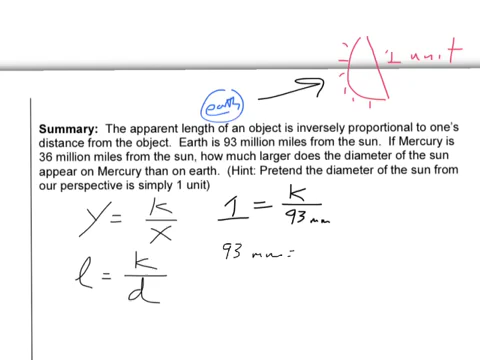 1 unit
earth
Summary: The apparent length of an object is inversely proportional to one's
distance from the object. Earth is 93 million miles from the sun. If Mercury is
36 million miles from the sun, how much larger does the diameter of the sun
appear on Mercury than on earth. (Hint: Pretend the diameter of the sun from
our perspective is simply 1 unit)
y = k/x
1 = k/93 mm
93 mm =
l = k/d